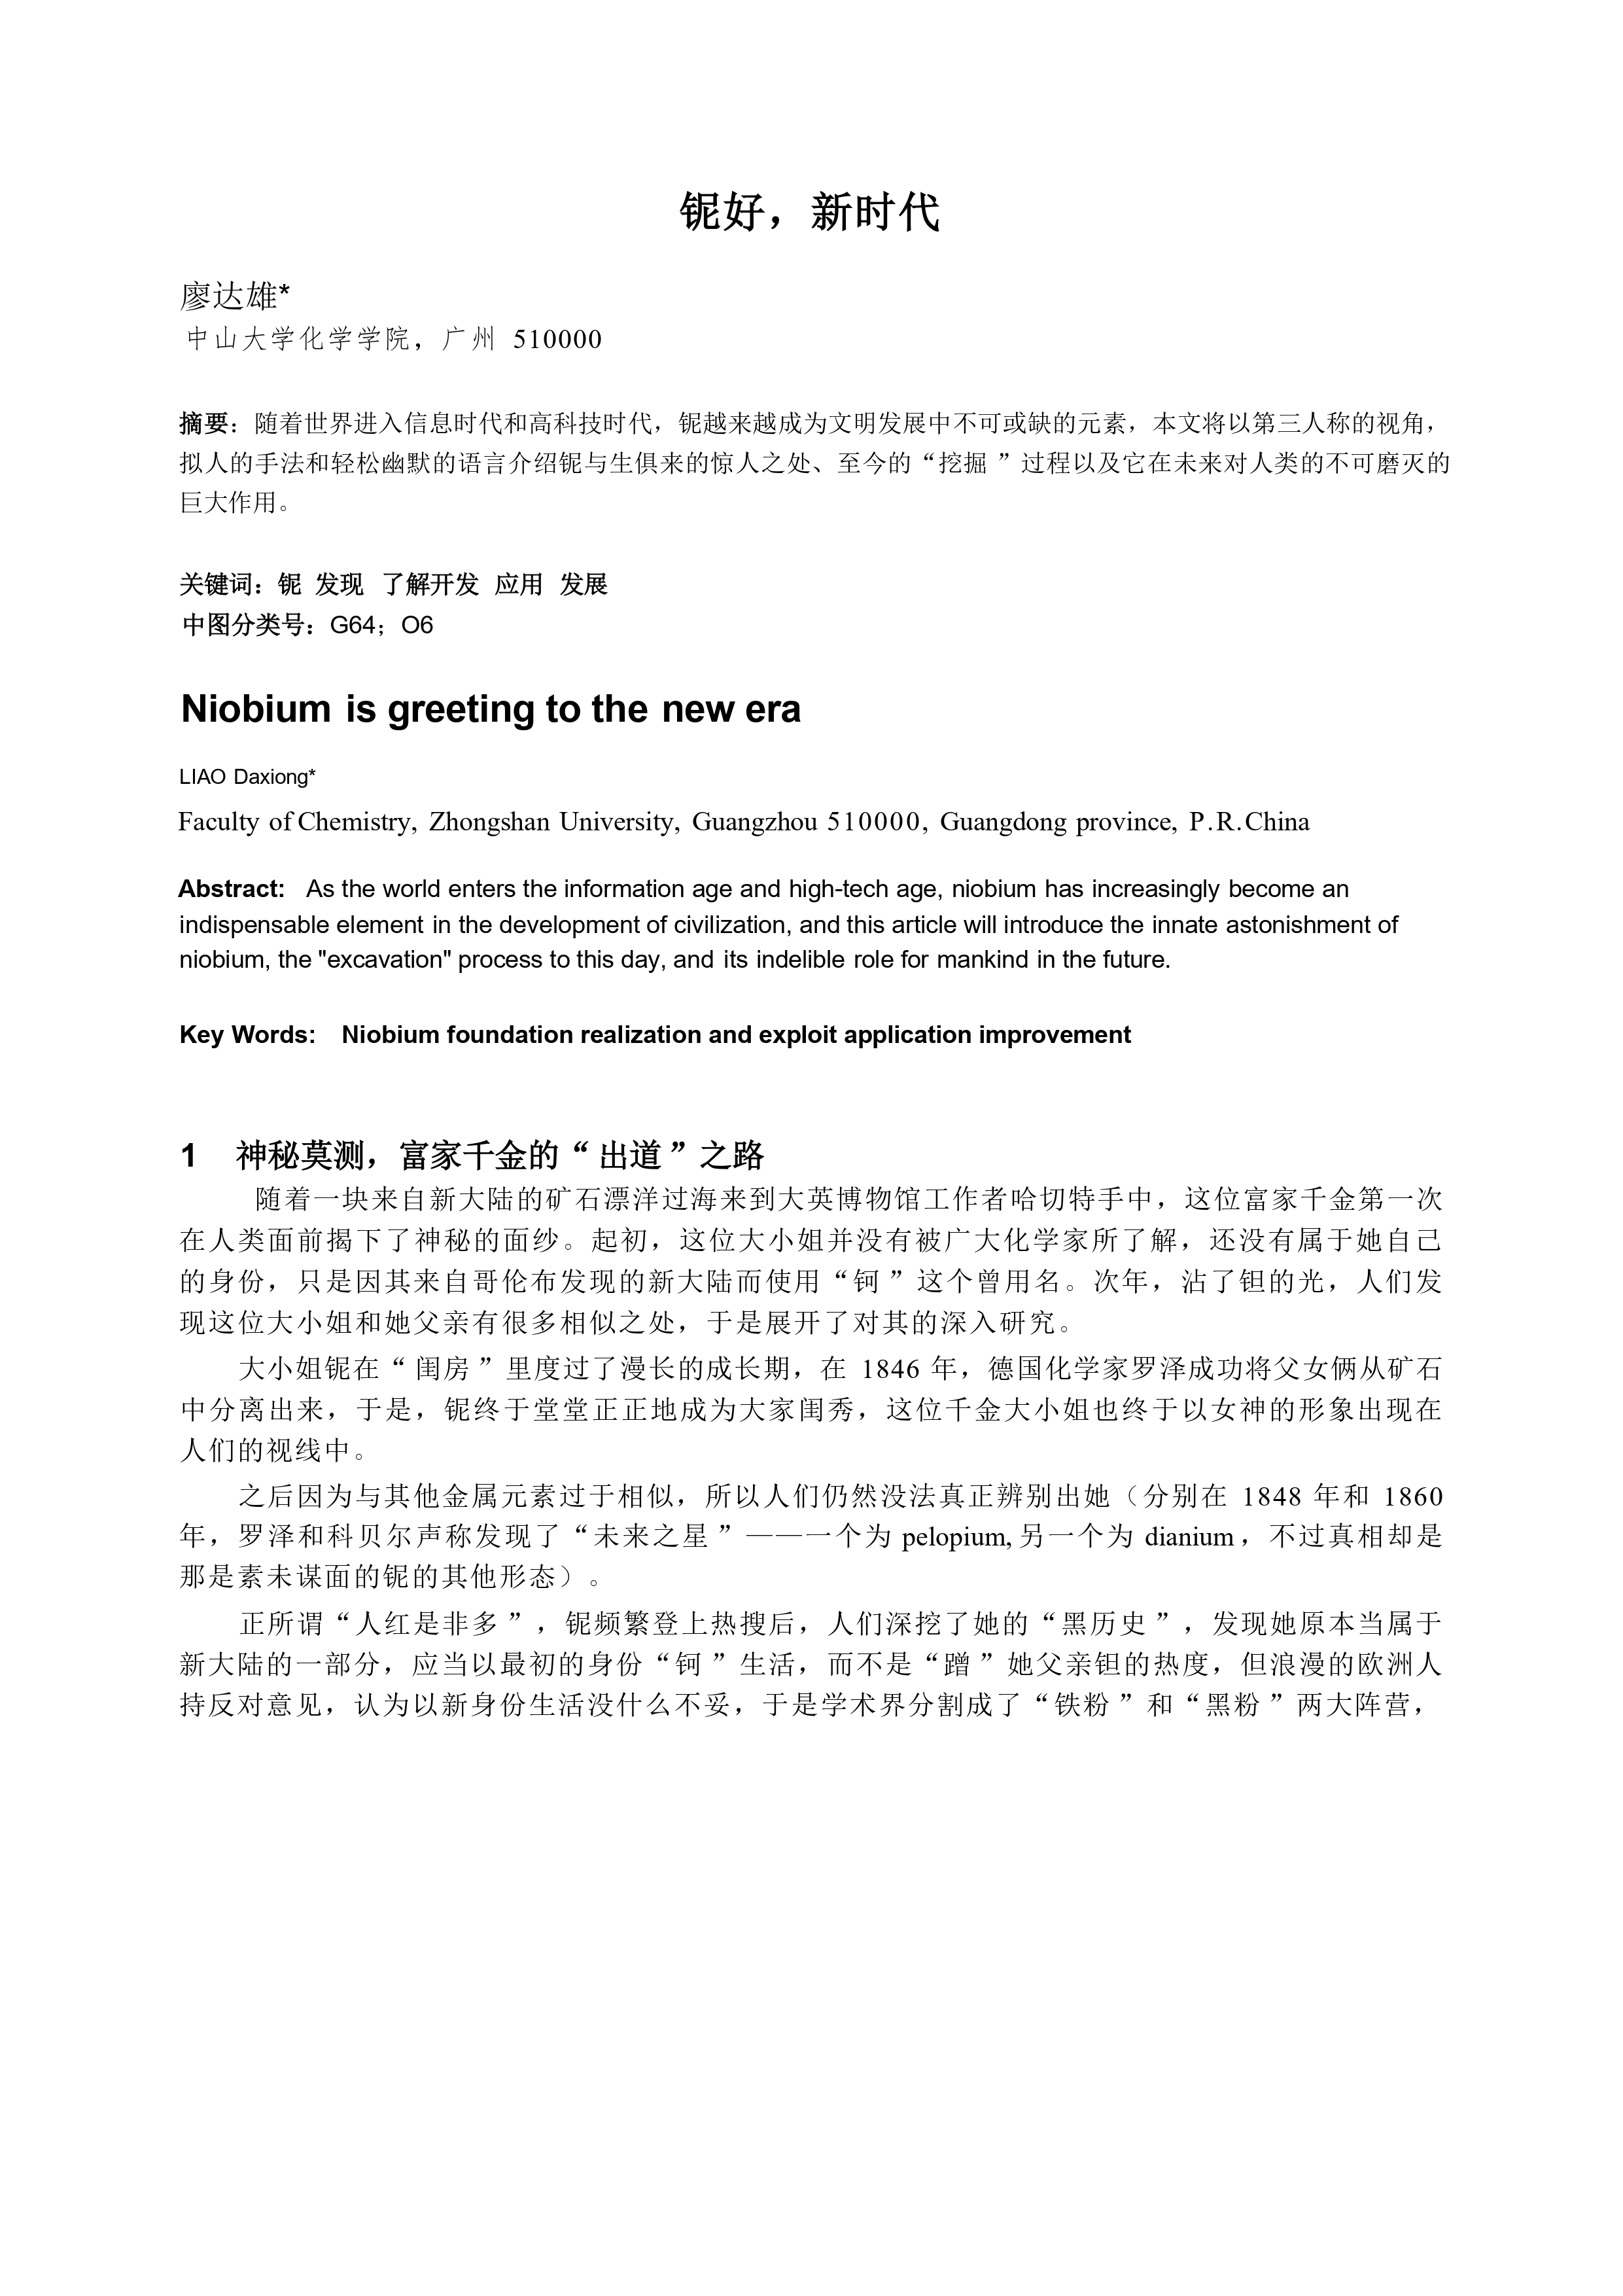 铌好，新时代
廖达雄*
中山大学化学学院，广州 510000
摘要：随着世界进入信息时代和高科技时代，铌越来越成为文明发展中不可或缺的元素，本文将以第三人称的视角，
拟人的手法和轻松幽默的语言介绍铌与生俱来的惊人之处、至今的“挖掘”过程以及它在未来对人类的不可磨灭的
巨大作用。
关键词：铌 发现 了解开发 应用 发展
中图分类号：G64；O6
Niobium is greeting to the new era
LIAO Daxiong*
Faculty of Chemistry, Zhongshan University, Guangzhou 510000, Guangdong province, P.R.China
Abstract: As the world enters the information age and high-tech age, niobium has increasingly become an
indispensable element in the development of civilization, and this article will introduce the innate astonishment of
niobium, the "excavation" process to this day, and its indelible role for mankind in the future.
Key Words: Niobium foundation realization and exploit application improvement
1 神秘莫测，富家千金的“出道”之路
随着一块来自新大陆的矿石漂洋过海来到大英博物馆工作者哈切特手中，这位富家千金第一次
在人类面前揭下了神秘的面纱。起初，这位大小姐并没有被广大化学家所了解，还没有属于她自己
的身份，只是因其来自哥伦布发现的新大陆而使用“钶”这个曾用名。次年，沾了钽的光，人们发
现这位大小姐和她父亲有很多相似之处，于是展开了对其的深入研究。
大小姐铌在“闺房”里度过了漫长的成长期，在 1846 年，德国化学家罗泽成功将父女俩从矿石
中分离出来，于是，铌终于堂堂正正地成为大家闺秀，这位千金大小姐也终于以女神的形象出现在
人们的视线中。
之后因为与其他金属元素过于相似，所以人们仍然没法真正辨别出她（分别在 1848 年和 1860
年，罗泽和科贝尔声称发现了“未来之星”——一个为 pelopium,另一个为 dianium，不过真相却是
那是素未谋面的铌的其他形态）。
正所谓“人红是非多”，铌频繁登上热搜后，人们深挖了她的“黑历史”，发现她原本当属于
新大陆的一部分，应当以最初的身份“钶”生活，而不是“蹭”她父亲钽的热度，但浪漫的欧洲人
持反对意见，认为以新身份生活没什么不妥，于是学术界分割成了“铁粉”和“黑粉”两大阵营，